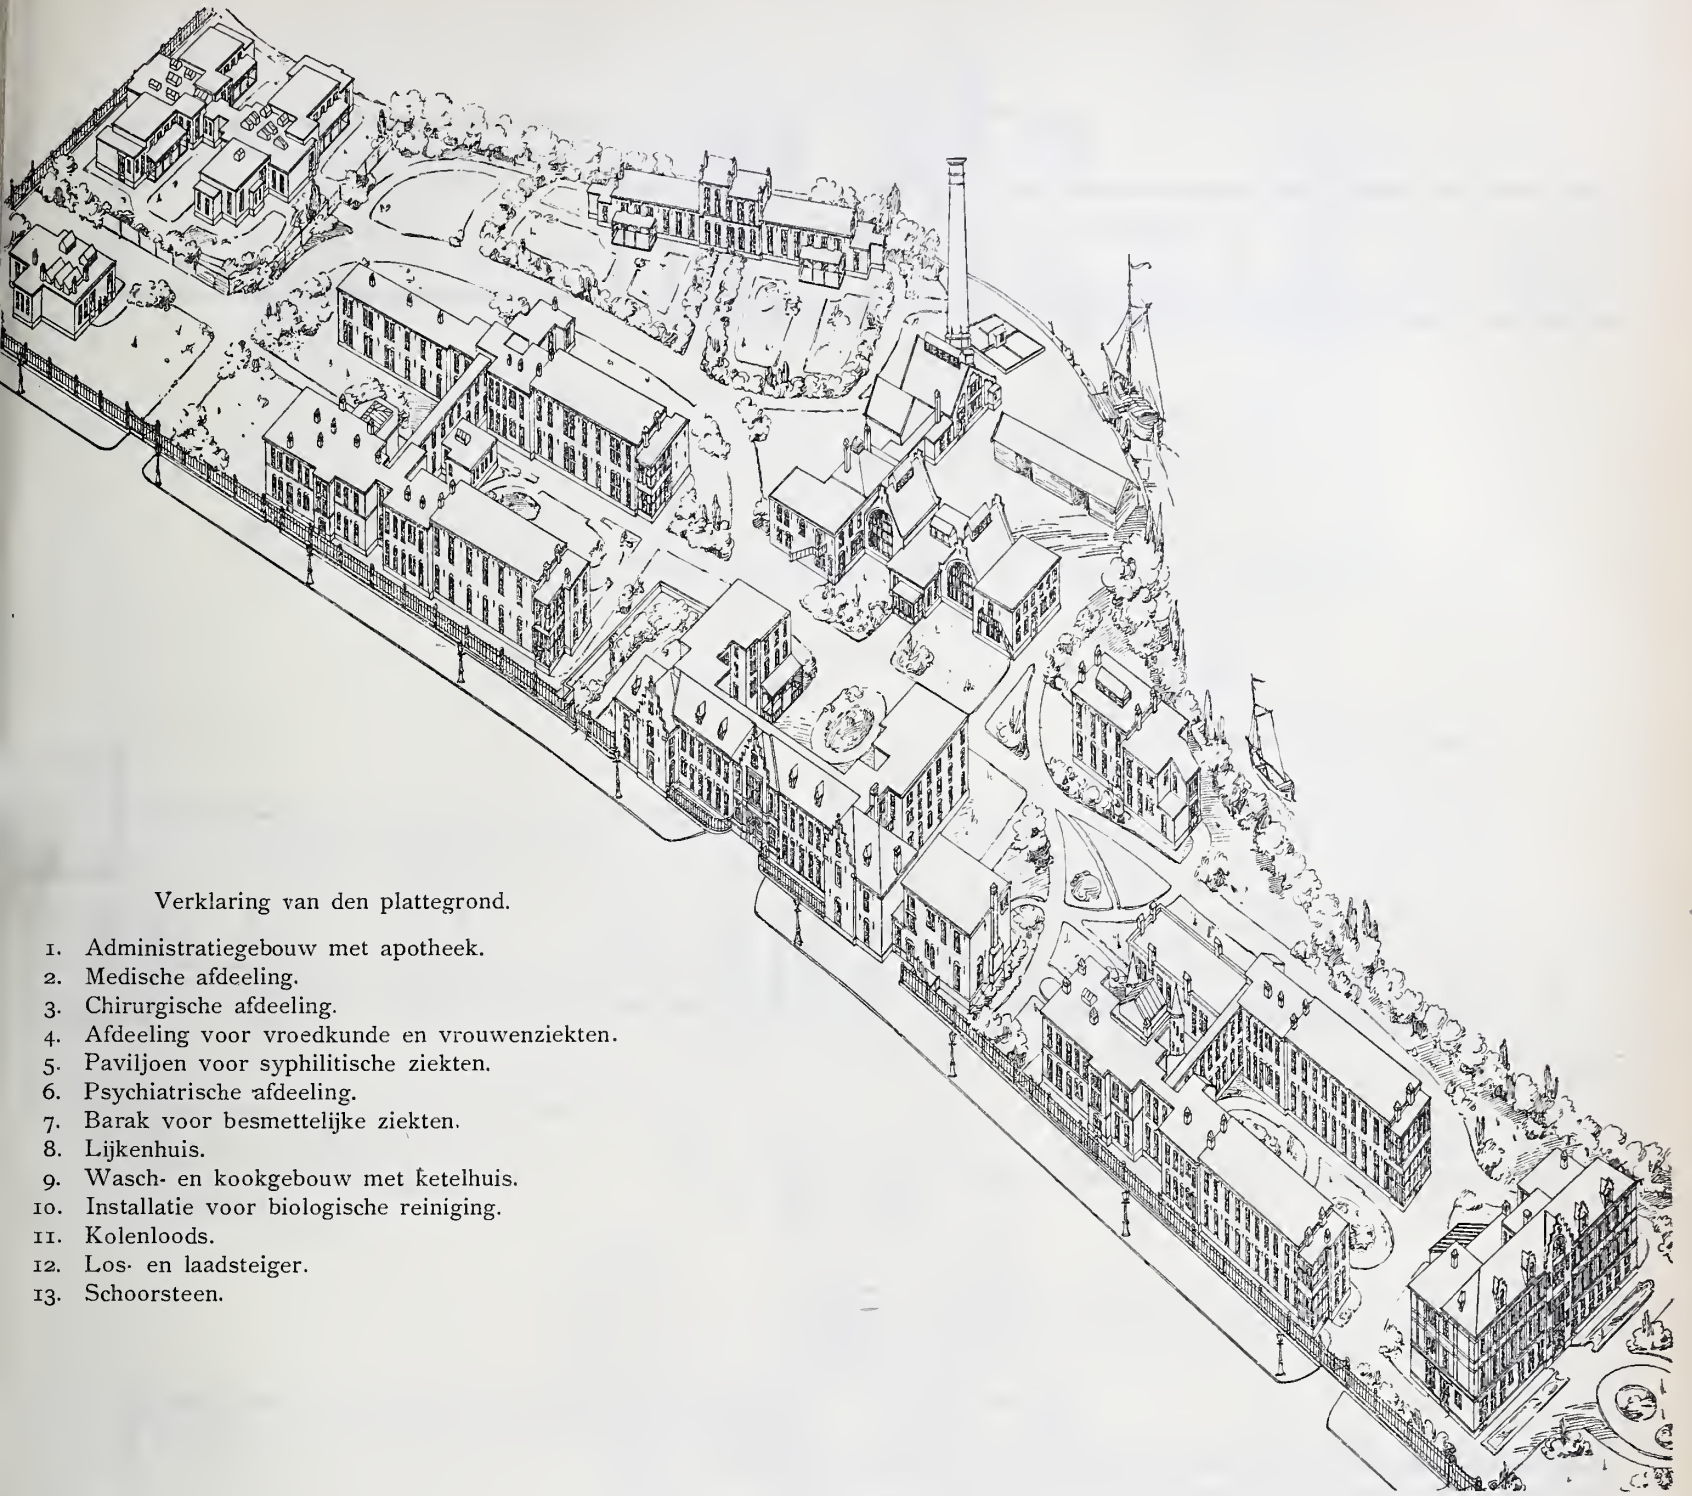 Verklaring van den plattegrond.
1. Administratiegebouw met apotheek.
2. Medische afdeeling.
3. Chirurgische afdeeling.
4. Afdeeling voor vroedkunde en vrouwenziekten.
5. Paviljoen voor syphilitische ziekten.
6. Psychiatrische afdeeling.
7. Barak voor besmettelijke ziekten.
8. Lijkenhuis.
9. Wasch- en kookgebouw met ketelhuis.
10. Installatie voor biologische reiniging.
11. Kolenloods.
12. Los- en laadsteiger.
13. Schoorsteen.